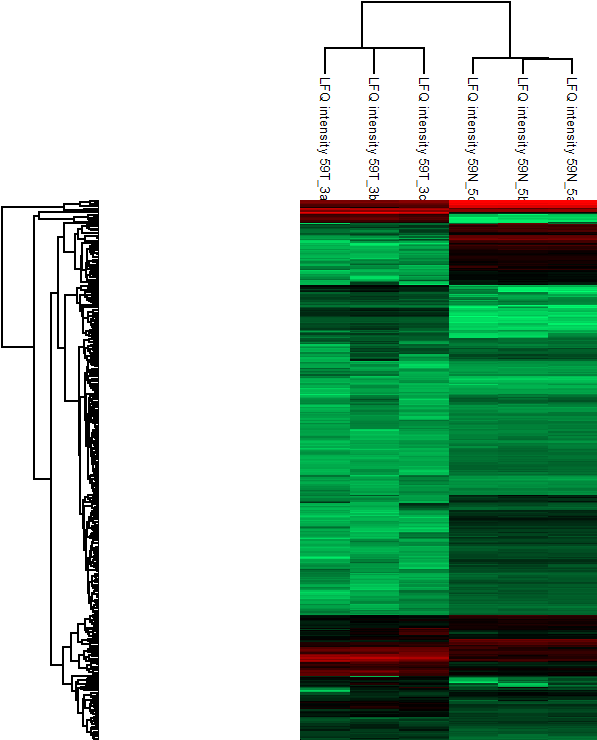 LFQ intensity 59T_3a
LFQ intensity 59T_3b
LFQ intensity 59T_3c
LFQ intensity 59N_5c
LFQ intensity 59N_5b
LFQ intensity 59N_5a